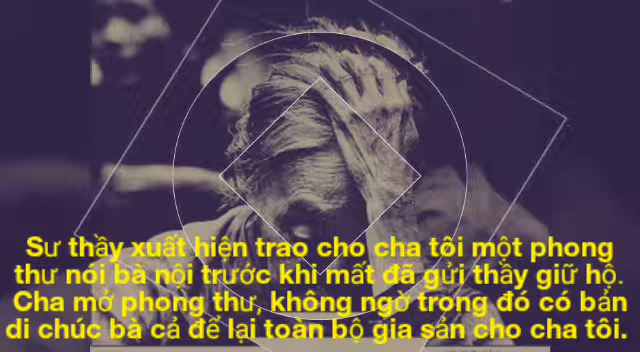 Sư thầy xuất hiện trao cho cha tôi một phong
thư nói bà nội trước khi mất đã gửi thầy giữ hộ.
Cha mở phong thư, không ngờ trong đó có bản
di chúc bà cả để lại toàn bộ gia sản cho cha tôi.